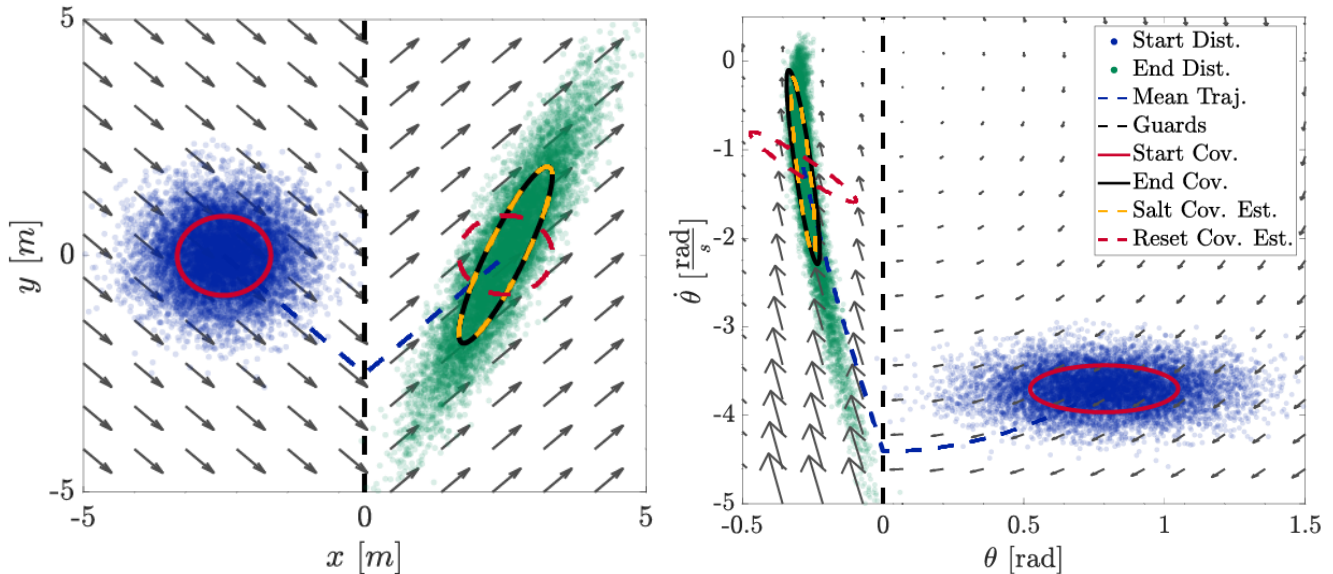 5
0
-5
y [m]
-5
0
5
x [m]
0
-1
-2
-3
-4
-5
θ̇ [rad/s]
-0.5
0
0.5
1
1.5
θ [rad]
Start Dist.
End Dist.
Mean Traj.
Guards
Start Cov.
End Cov.
Salt Cov. Est.
Reset Cov. Est.